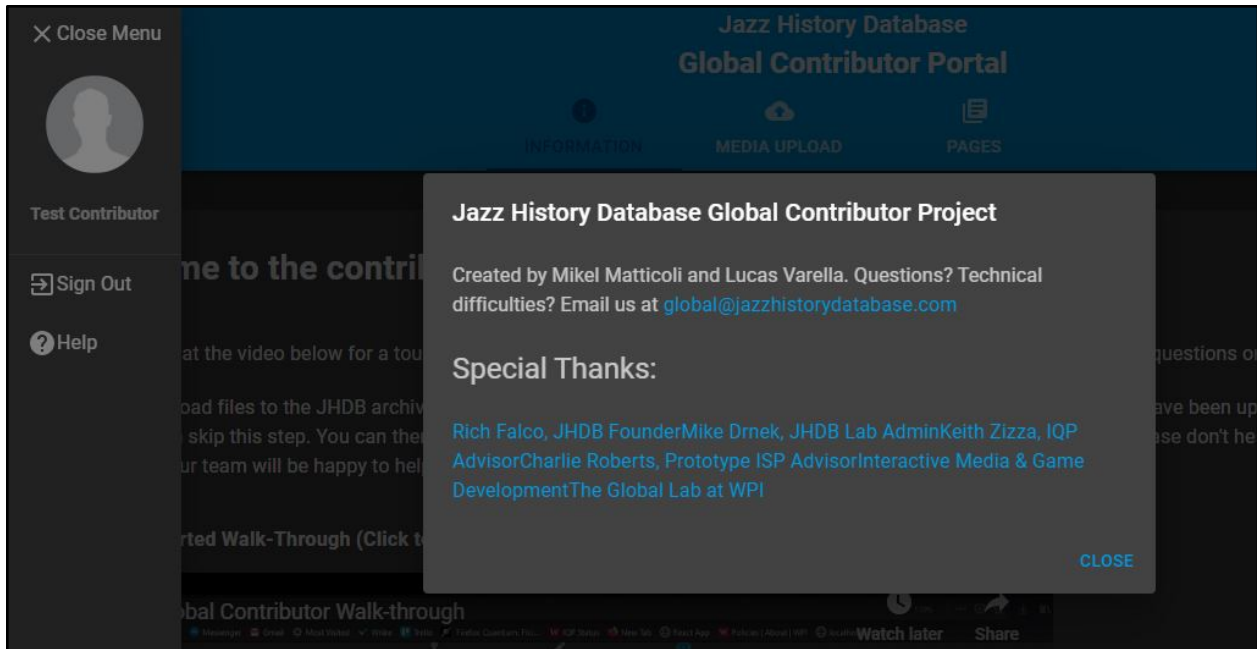 Close Menu
Test Contributor
Sign Out
Help
Jazz History Database
Global Contributor Portal
INFORMATION
MEDIA UPLOAD
PAGES
me to the contril
at the video below for a tou
questions or
oad files to the JHDB archiv
ave been up
skip this step. You can the
ase don't he
ur team will be happy to help
rted Walk-Through (Click t
Jazz History Database Global Contributor Project
Created by Mikel Matticoli and Lucas Varella. Questions? Technical
difficulties? Email us at global@jazzhistorydatabase.com
Special Thanks:
Rich Falco, JHDB FounderMike Drnek, JHDB Lab AdminKeith Zizza, IQP
AdvisorCharlie Roberts, Prototype ISP AdvisorInteractive Media & Game
DevelopmentThe Global Lab at WPI
CLOSE
obal Contributor Walk-through
Watch later
Share